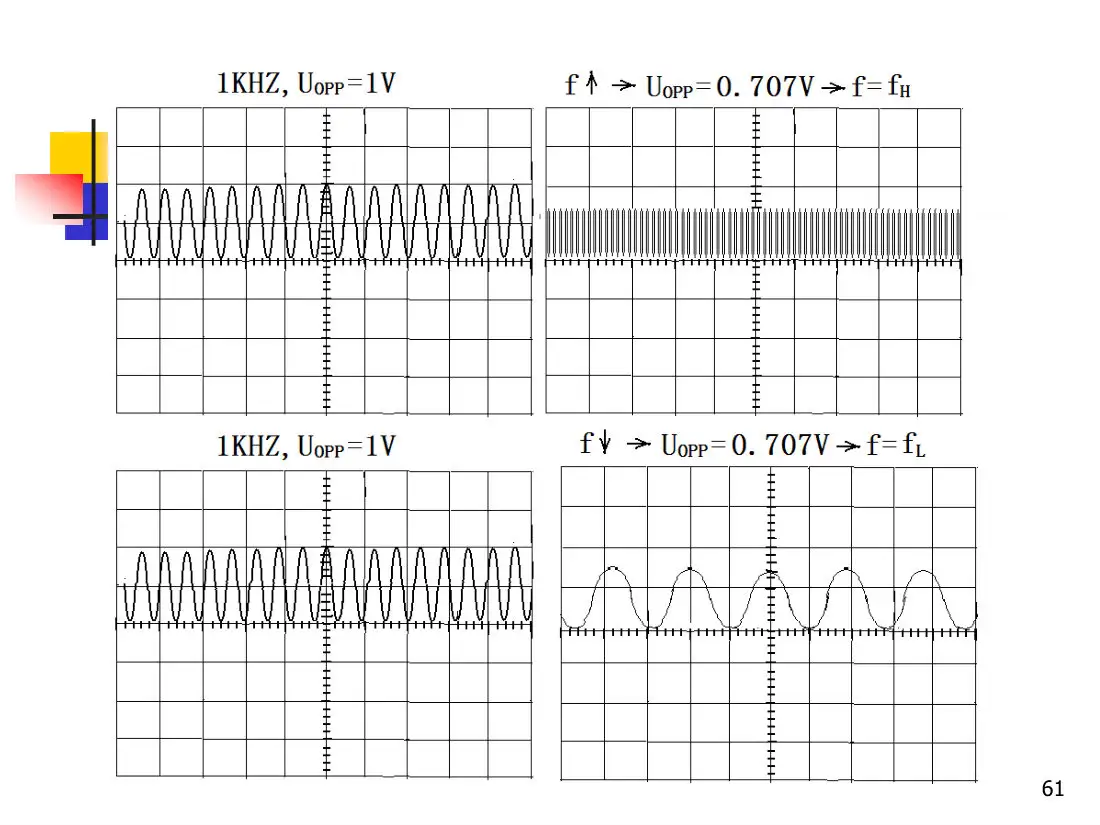 1KHZ, UOPP=1V
f↑→UOPP=0.707V→f=fH
1KHZ, UOPP=1V
f↓→UOPP=0.707V→f=fL
61